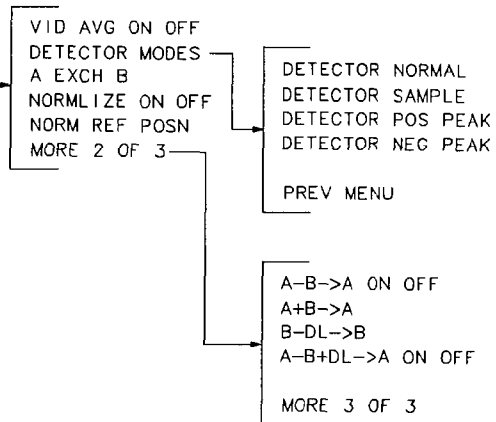 VID AVG ON OFF
DETECTOR MODES
A EXCH B
NORMLIZE ON OFF
NORM REF POSN
MORE 2 OF 3
DETECTOR NORMAL
DETECTOR SAMPLE
DETECTOR POS PEAK
DETECTOR NEG PEAK
PREV MENU
A-B->A ON OFF
A+B->A
B-DL->B
A-B+DL->A ON OFF
MORE 3 OF 3